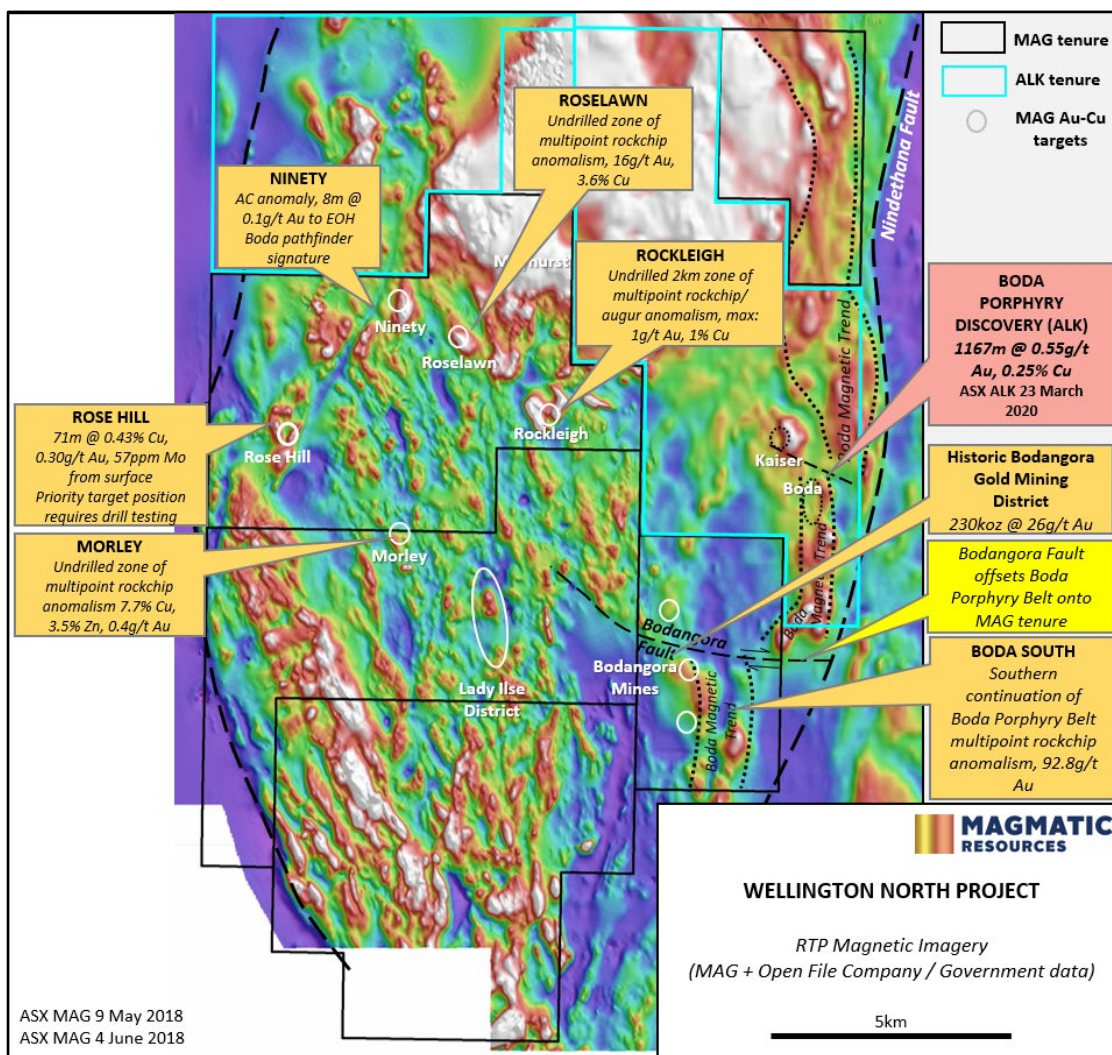 MAG tenure
ALK tenure
MAG Au-Cu
targets
ROSELAWN
Undrilled zone of
multipoint rockchip
anomalism, 16g/t Au,
3.6% Cu
NINETY
AC anomaly, 8m @
0.1g/t Au to EOH
Boda pathfinder
signature
ROCKLEIGH
Undrilled 2km zone of
multipoint rockchip/
augur anomalism, max:
1g/t Au, 1% Cu
Nindethana Fault
BODA
PORPHYRY
DISCOVERY (ALK)
1167m @ 0.55g/t
Au, 0.25% Cu
ASX ALK 23 March
2020
Ninety
Roselawn
Boda Magnetic Trend
ROSE HILL
71m @ 0.43% Cu,
0.30g/t Au, 57ppm Mo
from surface
Priority target position
requires drill testing
Rose Hill
Rockleigh
Kaiser
Boda
Historic Bodangora
Gold Mining
District
230koz @ 26g/t Au
MORLEY
Undrilled zone of
multipoint rockchip
anomalism 7.7% Cu,
3.5% Zn, 0.4g/t Au
Morley
Boda
Magnetic Trend
Bodangora Fault
offsets Boda
Porphyry Belt onto
MAG tenure
Bodangora
Fault
Bodangora
Mines
Lady Ilse
District
Boda Magnetic
Trend
BODA SOUTH
Southern
continuation of
Boda Porphyry Belt
multipoint rockchip
anomalism, 92.8g/t
Au
MAGMATIC
RESOURCES
WELLINGTON NORTH PROJECT
RTP Magnetic Imagery
(MAG + Open File Company / Government data)
5km
ASX MAG 9 May 2018
ASX MAG 4 June 2018